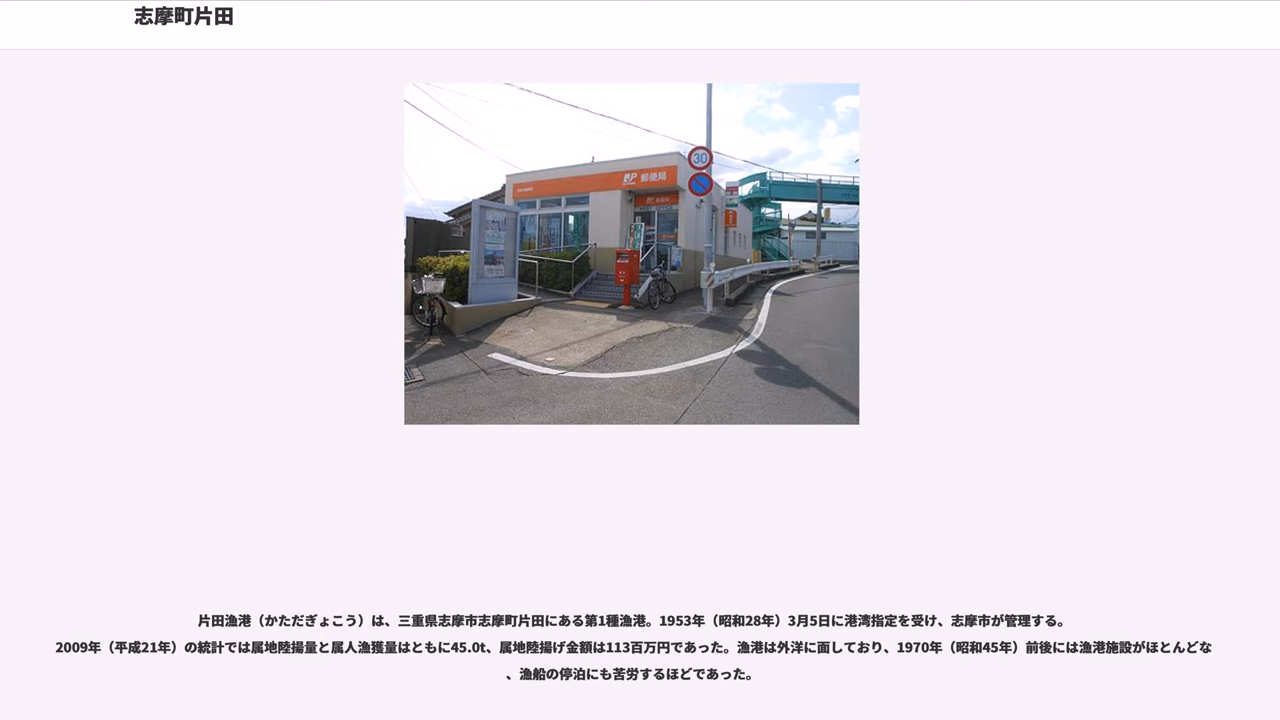 志摩町片田
30
郵便局
片田漁港（かただぎょこう）は、三重県志摩市志摩町片田にある第1種漁港。1953年（昭和28年）3月5日に港湾指定を受け、志摩市が管理する。
2009年（平成21年）の統計では属地陸揚量と属人漁獲量はともに45.0t、属地陸揚げ金額は113百万円であった。漁港は外洋に面しており、1970年（昭和45年）前後には漁港施設がほとんどな
、漁船の停泊にも苦労するほどであった。